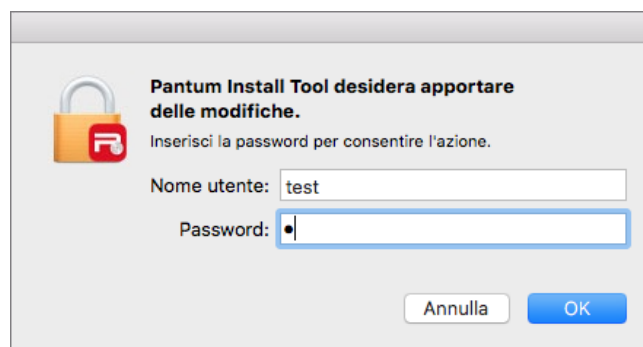 Pantum Install Tool desidera apportare
delle modifiche.
Inserisci la password per consentire l'azione.
Nome utente: test
Password: •
Annulla OK